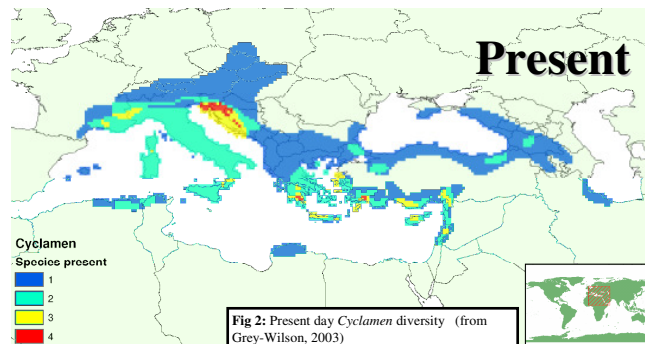 Present
Cyclamen
Species present
1
2
3
4
Fig 2: Present day Cyclamen diversity (from
Grey-Wilson, 2003)